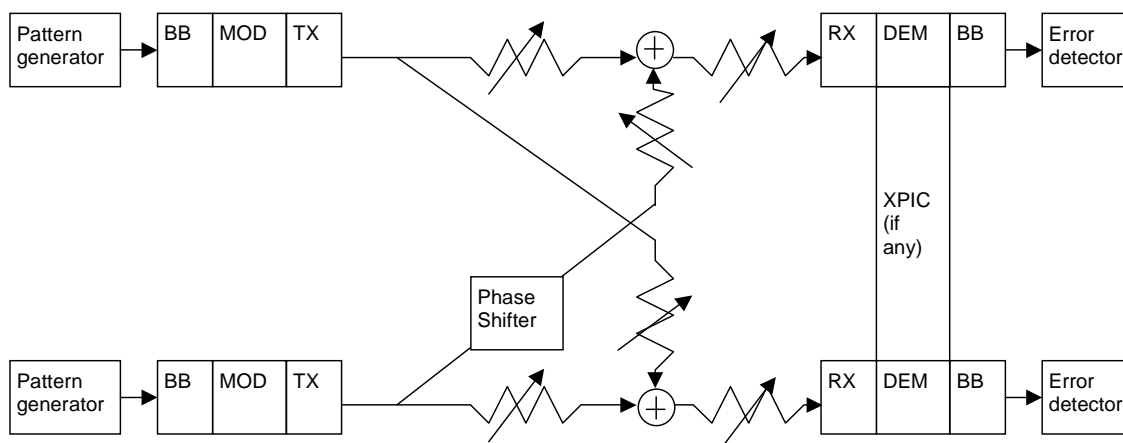 Pattern
generator
BB
MOD
TX
RX
DEM
BB
Error
detector
XPIC
(if
any)
Phase
Shifter
Pattern
generator
BB
MOD
TX
RX
DEM
BB
Error
detector